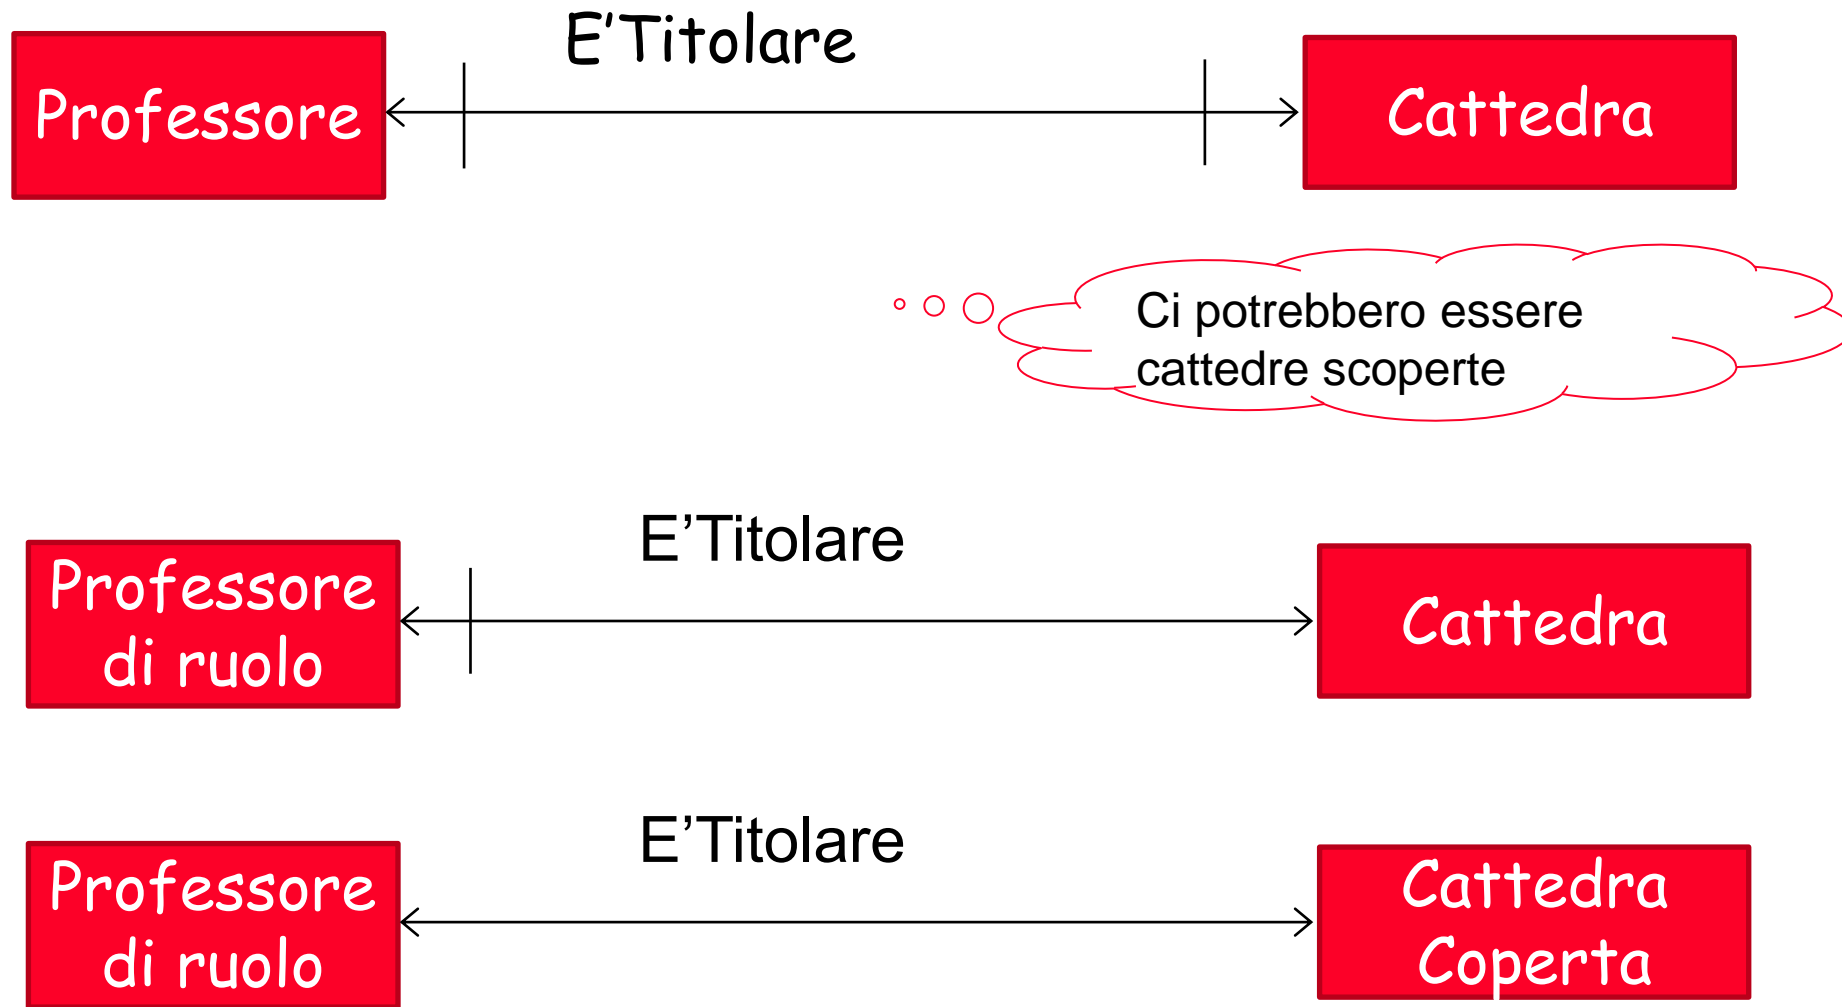 E'Titolare
Professore
Cattedra
Ci potrebbero essere
cattedre scoperte
E’Titolare
Professore
di ruolo
Cattedra
E’Titolare
Professore
di ruolo
Cattedra
Coperta